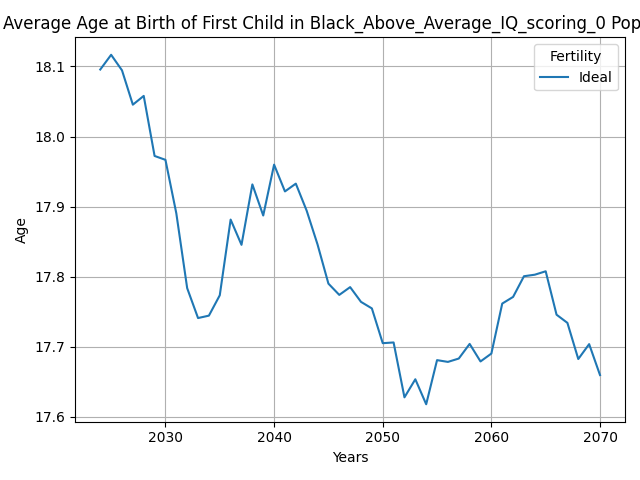 Average Age at Birth of First Child in Black_Above_Average_IQ_scoring_0 Pop
Fertility
Ideal
18.1
18.0
17.9
17.8
17.7
17.6
Age
2030 2040 2050 2060 2070
Years